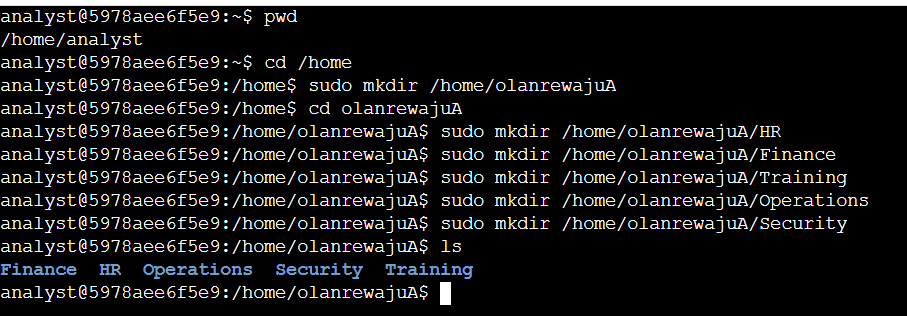 analyst@5978aee6f5e9:~$ pwd
/home/analyst
analyst@5978aee6f5e9:~$ cd /home
analyst@5978aee6f5e9:/home$ sudo mkdir /home/olanrewajuA
analyst@5978aee6f5e9:/home$ cd olanrewajuA
analyst@5978aee6f5e9:/home/olanrewajuA$ sudo mkdir /home/olanrewajuA/HR
analyst@5978aee6f5e9:/home/olanrewajuA$ sudo mkdir /home/olanrewajuA/Finance
analyst@5978aee6f5e9:/home/olanrewajuA$ sudo mkdir /home/olanrewajuA/Training
analyst@5978aee6f5e9:/home/olanrewajuA$ sudo mkdir /home/olanrewajuA/Operations
analyst@5978aee6f5e9:/home/olanrewajuA$ sudo mkdir /home/olanrewajuA/Security
analyst@5978aee6f5e9:/home/olanrewajuA$ ls
Finance  HR  Operations  Security  Training
analyst@5978aee6f5e9:/home/olanrewajuA$